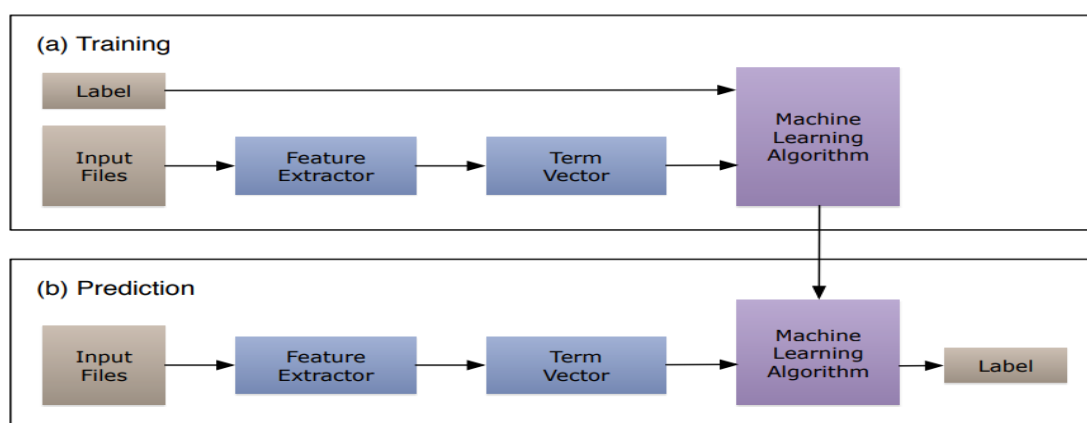 (a) Training
Label
Input
Files
Feature
Extractor
Term
Vector
Machine
Learning
Algorithm
(b) Prediction
Input
Files
Feature
Extractor
Term
Vector
Machine
Learning
Algorithm
Label